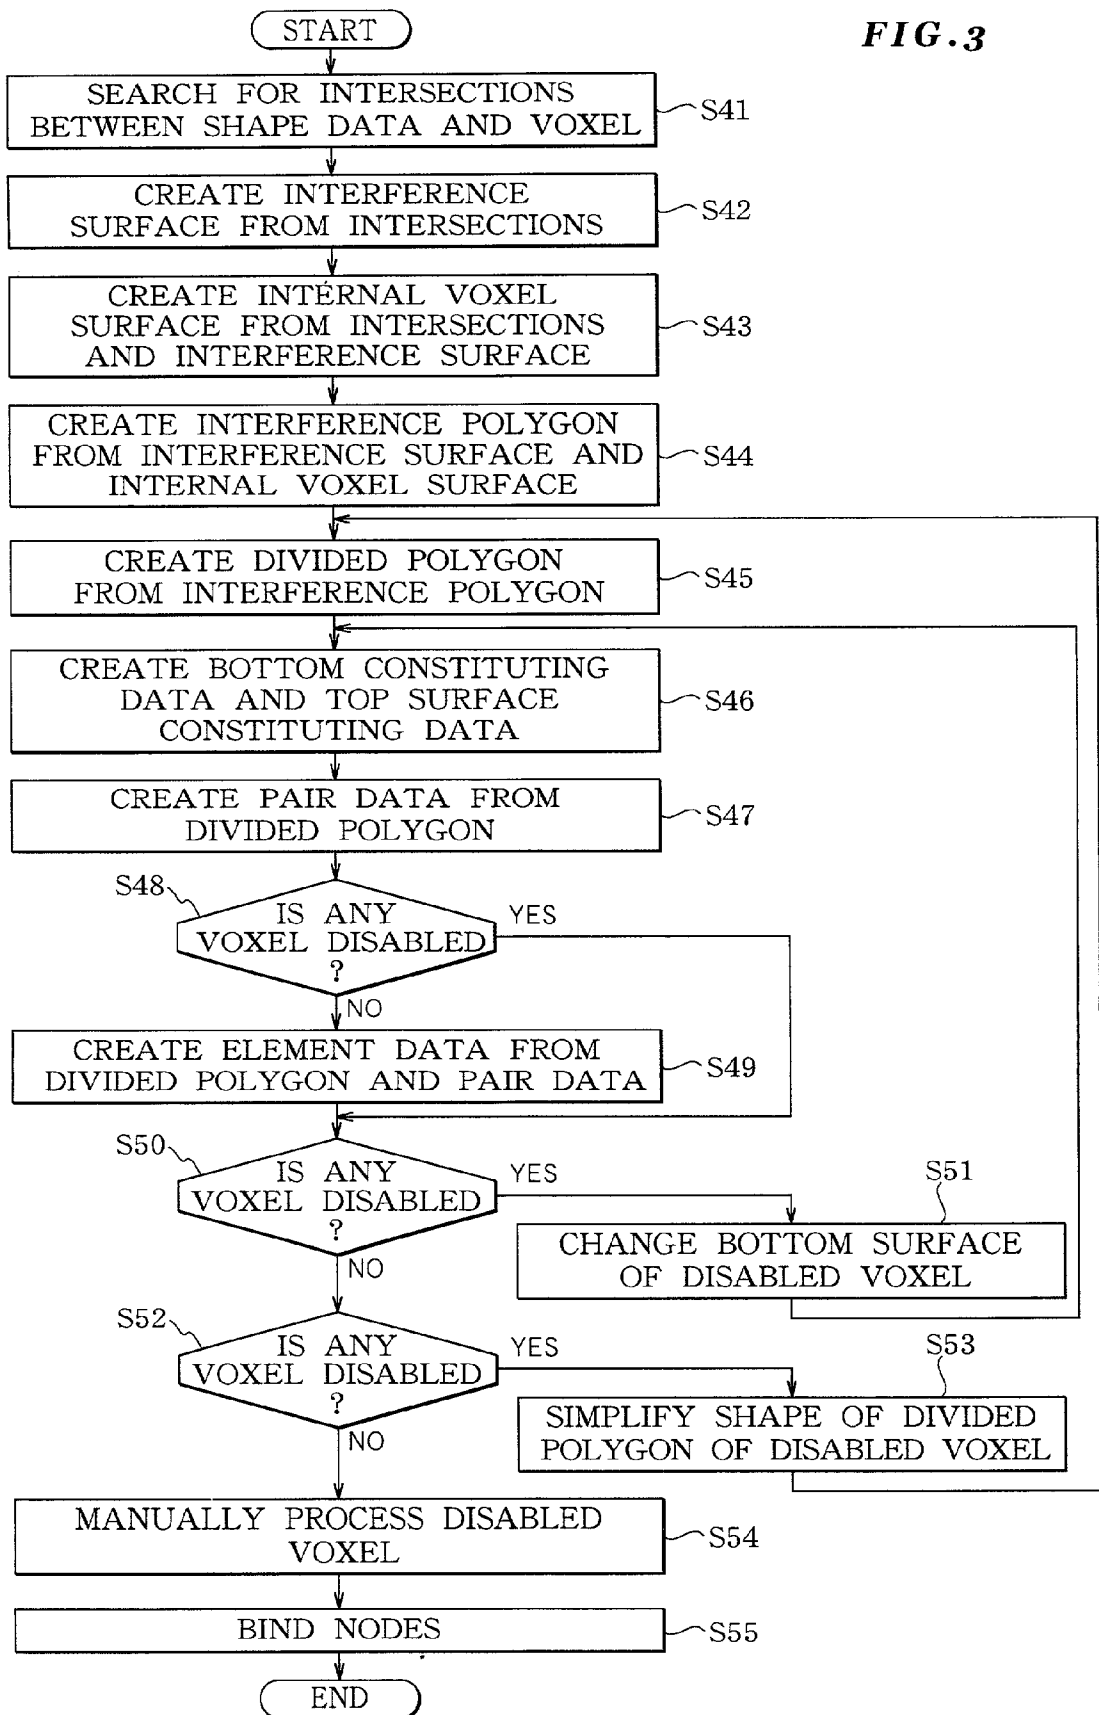 START
FIG.3
SEARCH FOR INTERSECTIONS
BETWEEN SHAPE DATA AND VOXEL
S41
CREATE INTERFERENCE
SURFACE FROM INTERSECTIONS
S42
CREATE INTERNAL VOXEL
SURFACE FROM INTERSECTIONS
AND INTERFERENCE SURFACE
S43
CREATE INTERFERENCE POLYGON
FROM INTERFERENCE SURFACE AND
INTERNAL VOXEL SURFACE
S44
CREATE DIVIDED POLYGON
FROM INTERFERENCE POLYGON
S45
CREATE BOTTOM CONSTITUTING
DATA AND TOP SURFACE
CONSTITUTING DATA
S46
CREATE PAIR DATA FROM
DIVIDED POLYGON
S47
S48
IS ANY
VOXEL DISABLED
?
YES
NO
CREATE ELEMENT DATA FROM
DIVIDED POLYGON AND PAIR DATA
S49
S50
IS ANY
VOXEL DISABLED
?
YES
NO
S51
CHANGE BOTTOM SURFACE
OF DISABLED VOXEL
S52
IS ANY
VOXEL DISABLED
?
YES
NO
S53
SIMPLIFY SHAPE OF DIVIDED
POLYGON OF DISABLED VOXEL
MANUALLY PROCESS DISABLED
VOXEL
S54
BIND NODES
S55
END